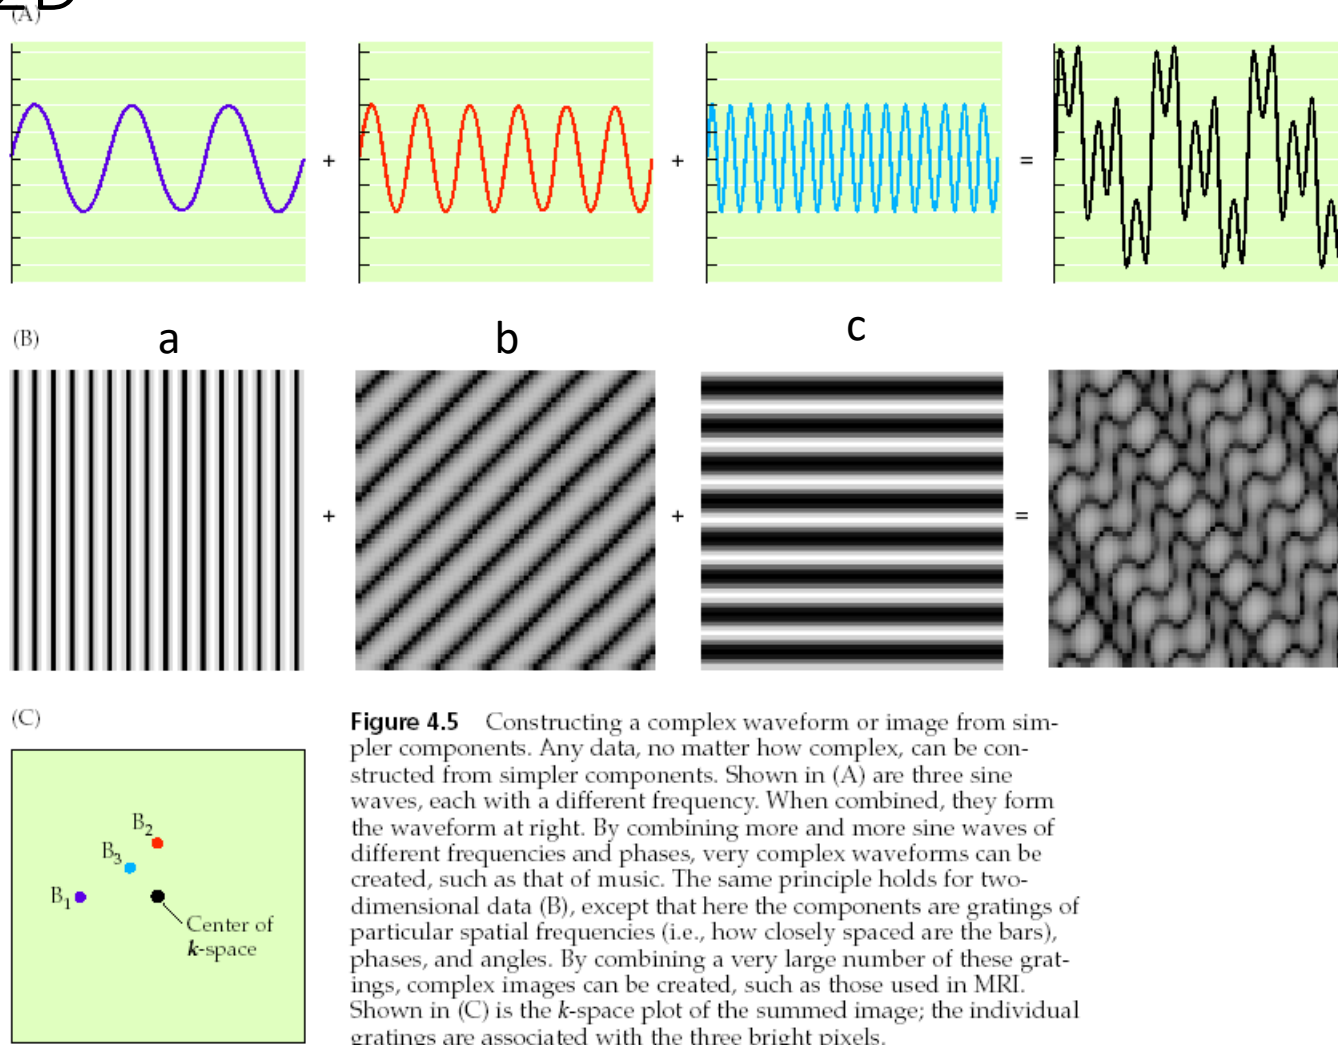 (A)
+ + =
(B)
a b c
+ + =
(C)
B2
B3
B1
Center of
k-space
Figure 4.5 Constructing a complex waveform or image from sim-
pler components. Any data, no matter how complex, can be con-
structed from simpler components. Shown in (A) are three sine
waves, each with a different frequency. When combined, they form
the waveform at right. By combining more and more sine waves of
different frequencies and phases, very complex waveforms can be
created, such as that of music. The same principle holds for two-
dimensional data (B), except that here the components are gratings of
particular spatial frequencies (i.e., how closely spaced are the bars),
phases, and angles. By combining a very large number of these grat-
ings, complex images can be created, such as those used in MRI.
Shown in (C) is the k-space plot of the summed image; the individual
gratings are associated with the three bright pixels.